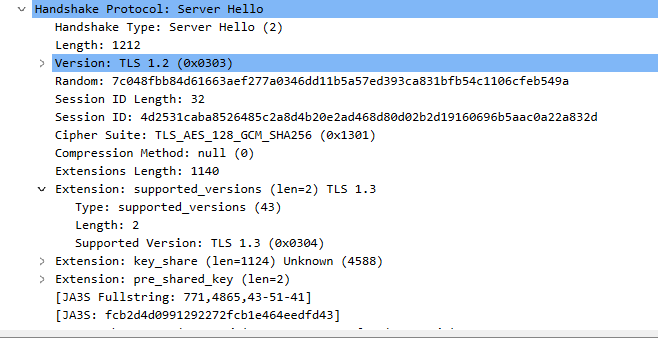 Handshake Protocol: Server Hello
Handshake Type: Server Hello (2)
Length: 1212
Version: TLS 1.2 (0x0303)
Random: 7c048fbb84d61663aef277a0346dd11b5a57ed393ca831bfb54c1106cfeb549a
Session ID Length: 32
Session ID: 4d2531caba8526485c2a8d4b20e2ad468d80d02b2d19160696b5aac0a22a832d
Cipher Suite: TLS_AES_128_GCM_SHA256 (0x1301)
Compression Method: null (0)
Extensions Length: 1140
Extension: supported_versions (len=2) TLS 1.3
Type: supported_versions (43)
Length: 2
Supported Version: TLS 1.3 (0x0304)
Extension: key_share (len=1124) Unknown (4588)
Extension: pre_shared_key (len=2)
[JA3S Fullstring: 771,4865,43-51-41]
[JA3S: fcb2d4d0991292272fcb1e464eedfd43]